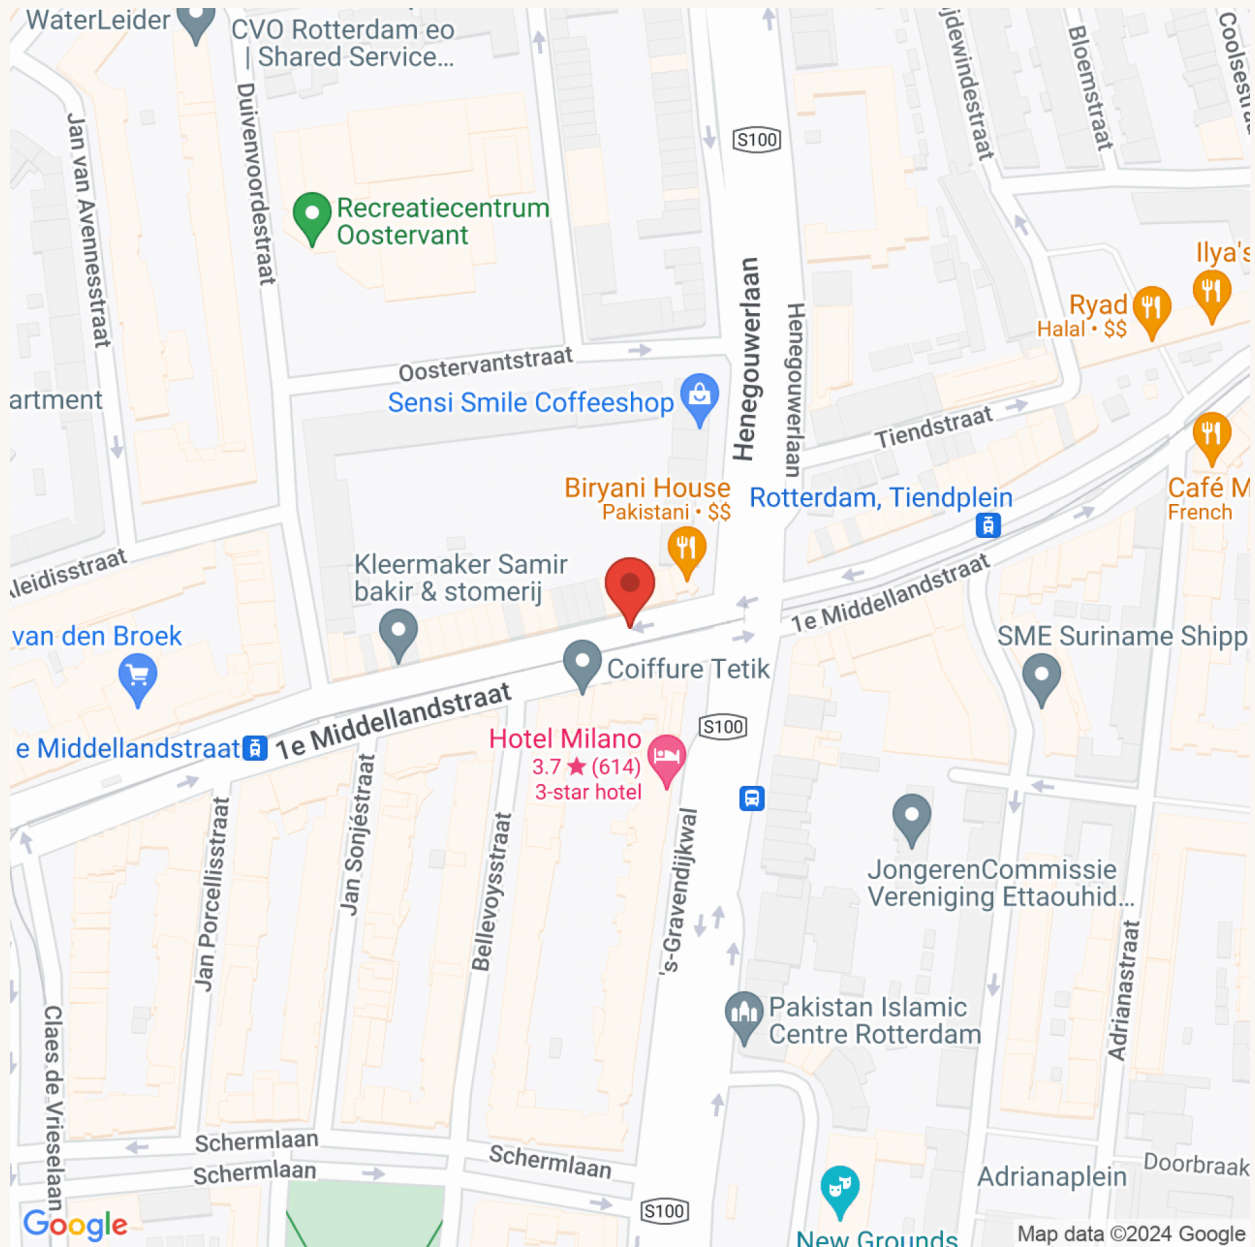 WaterLeider
CVO Rotterdam eo
| Shared Service...
S100
Jan van Avennesstraat
Duivenvoordestraat
S100
Bloemstraat
Recreatiecentrum
Oostervant
Henegouwerlaan
Henegouwerlaan
Ilya's
Ryad
Halal • $$
Oostervantstraat
artment
Sensi Smile Coffeeshop
Tiendstraat
Biryani House
Pakistani • $$
Rotterdam, Tiendplein
Café M
French
Kleermaker Samir
bakir & stomerij
leidisstraat
1e Middellandstraat
van den Broek
SME Suriname Shipp
Coiffure Tetik
1e Middellandstraat
e Middellandstraat
S100
Hotel Milano
3.7 ★ (614)
3-star hotel
Jan Porcellisstraat
Jan Sonjéstraat
Bellevoysstraat
's-Gravendijkwal
JongerenCommissie
Vereniging Ettaouhid...
Adrianastraat
Claes de Vrieselaan
Pakistan Islamic
Centre Rotterdam
Schermlaan
Schermlaan
Schermlaan
Adrianaplein
Doorbraak
S100
New Grounds
Google
Map data ©2024 Google